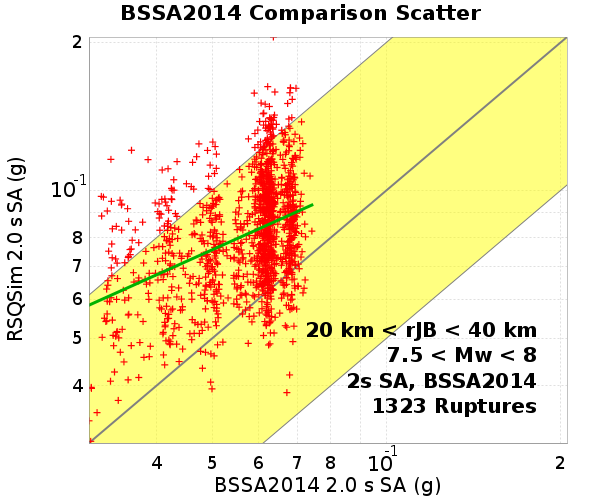 BSSA2014 Comparison Scatter
RSQSim 2.0 s SA (g)
2
10-1
8
7
6
5
4
20 km < rJB < 40 km
7.5 < Mw < 8
2s SA, BSSA2014
1323 Ruptures
4 5 6 7 8 10-1 2
BSSA2014 2.0 s SA (g)